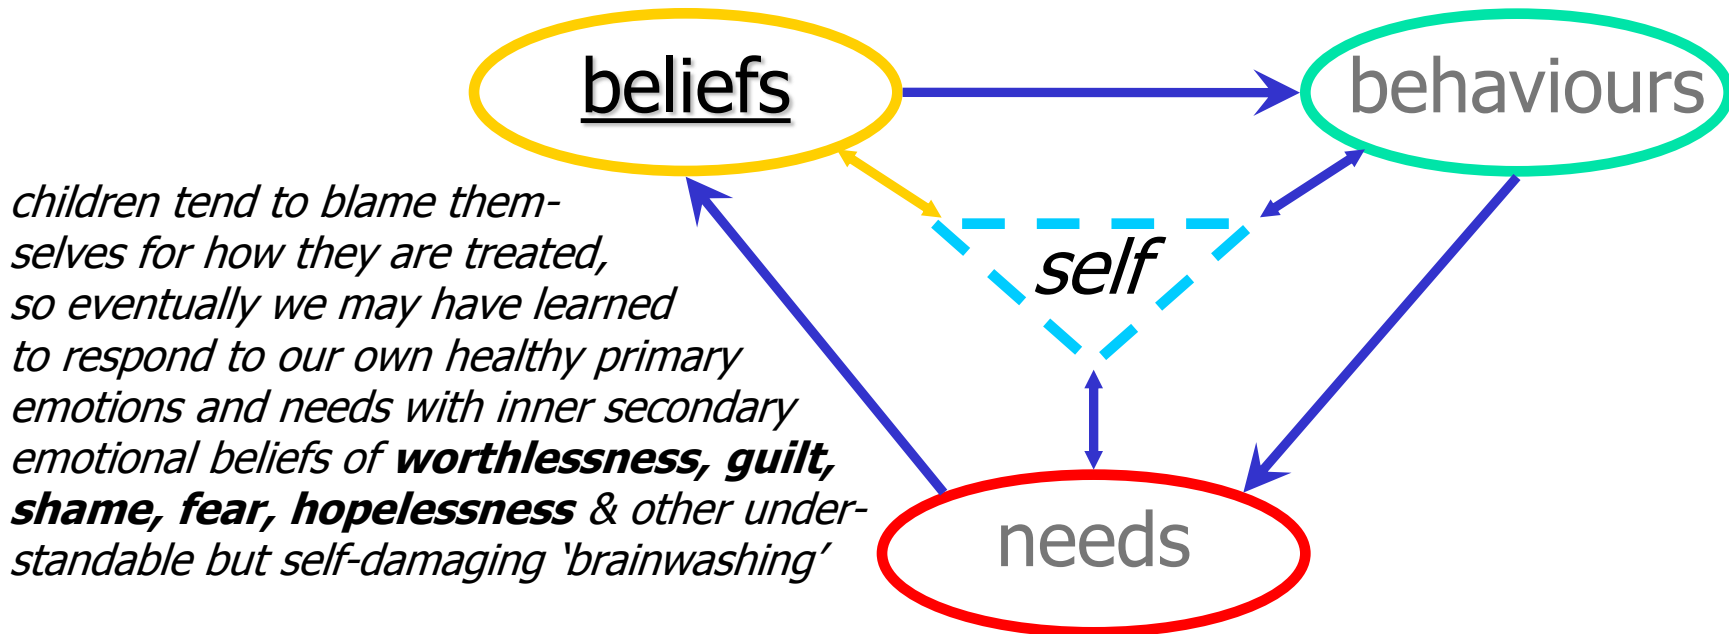 beliefs
behaviours
children tend to blame them-
selves for how they are treated,
self
so eventually we may have learned
to respond to our own healthy primary
emotions and needs with inner secondary
emotional beliefs of worthlessness, guilt,
shame, fear, hopelessness & other under-
standable but self-damaging ‘brainwashing’
needs